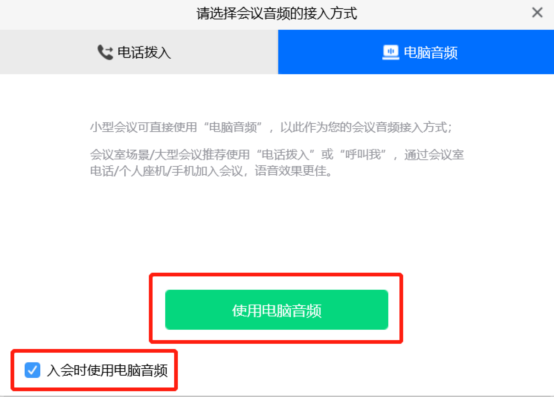 请选择会议音频的接入方式
电话拨入
电脑音频
小型会议可直接使用“电脑音频”，以此作为您的会议音频接入方式；
会议室场景/大型会议推荐使用“电话拨入”或“呼叫我”，通过会议室
电话/个人座机/手机加入会议，语音效果更佳。
使用电脑音频
入会时使用电脑音频